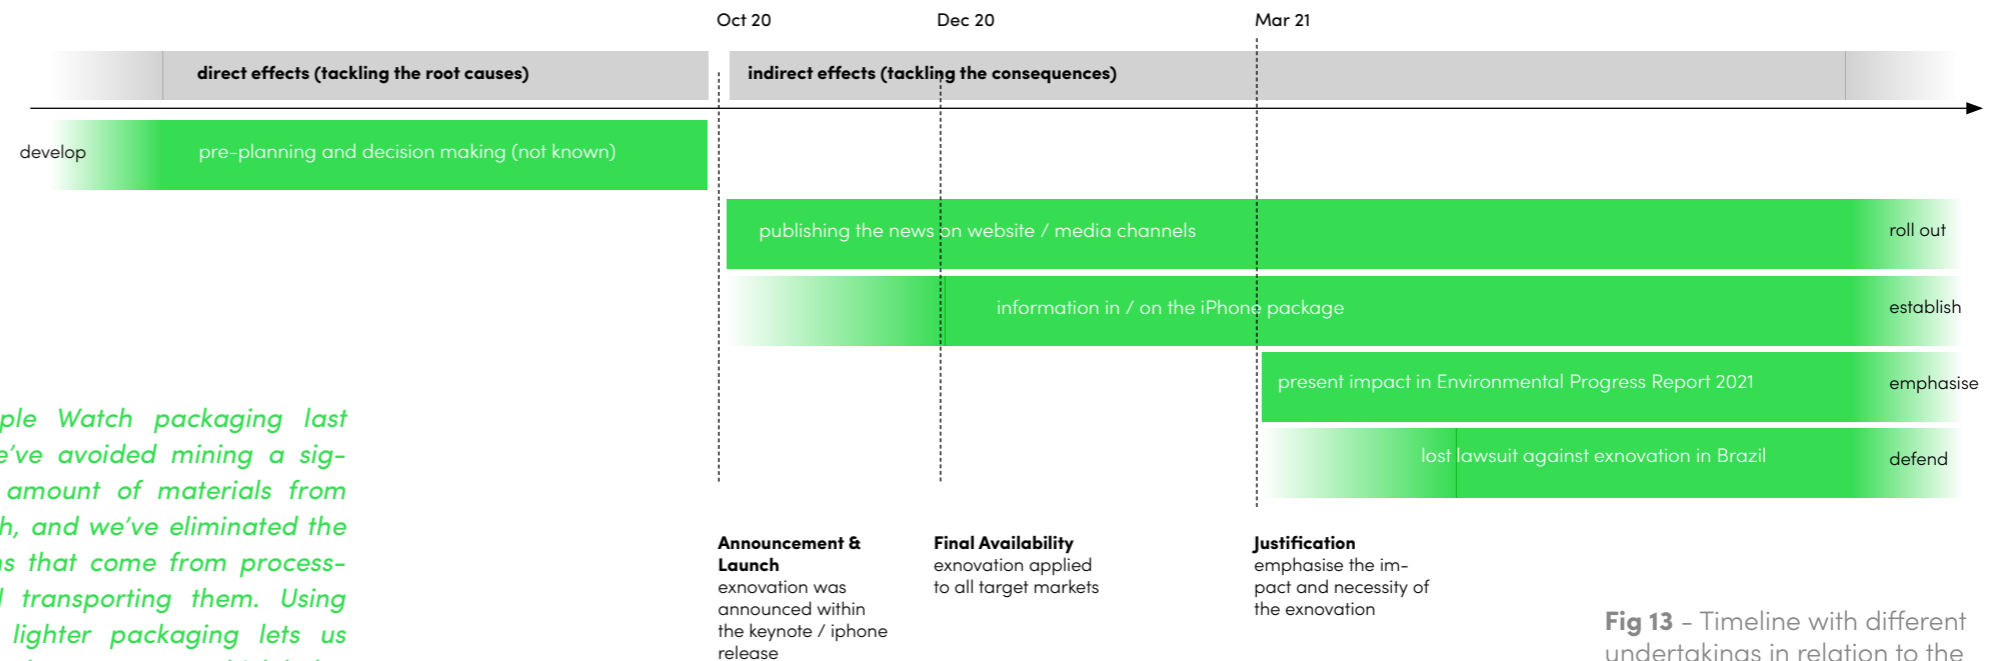 Oct 20
Dec 20
Mar 21
direct effects (tackling the root causes)
indirect effects (tackling the consequences)
develop
pre-planning and decision making (not known)
publishing the news on website / media channels
roll out
information in / on the iPhone package
establish
present impact in Environmental Progress Report 2021
emphasise
lost lawsuit against exnovation in Brazil
defend
Watch packaging last
avoided mining a sig-
amount of materials from
and we've eliminated the
that come from process-
transporting them. Using
lighter packaging lets us
Announcement &
Launch
exnovation was
announced within
the keynote / iphone
release
Final Availability
exnovation applied
to all target markets
Justification
emphasise the im-
pact and necessity of
the exnovation
Fig 13 - Timeline with different
undertakings in relation to the